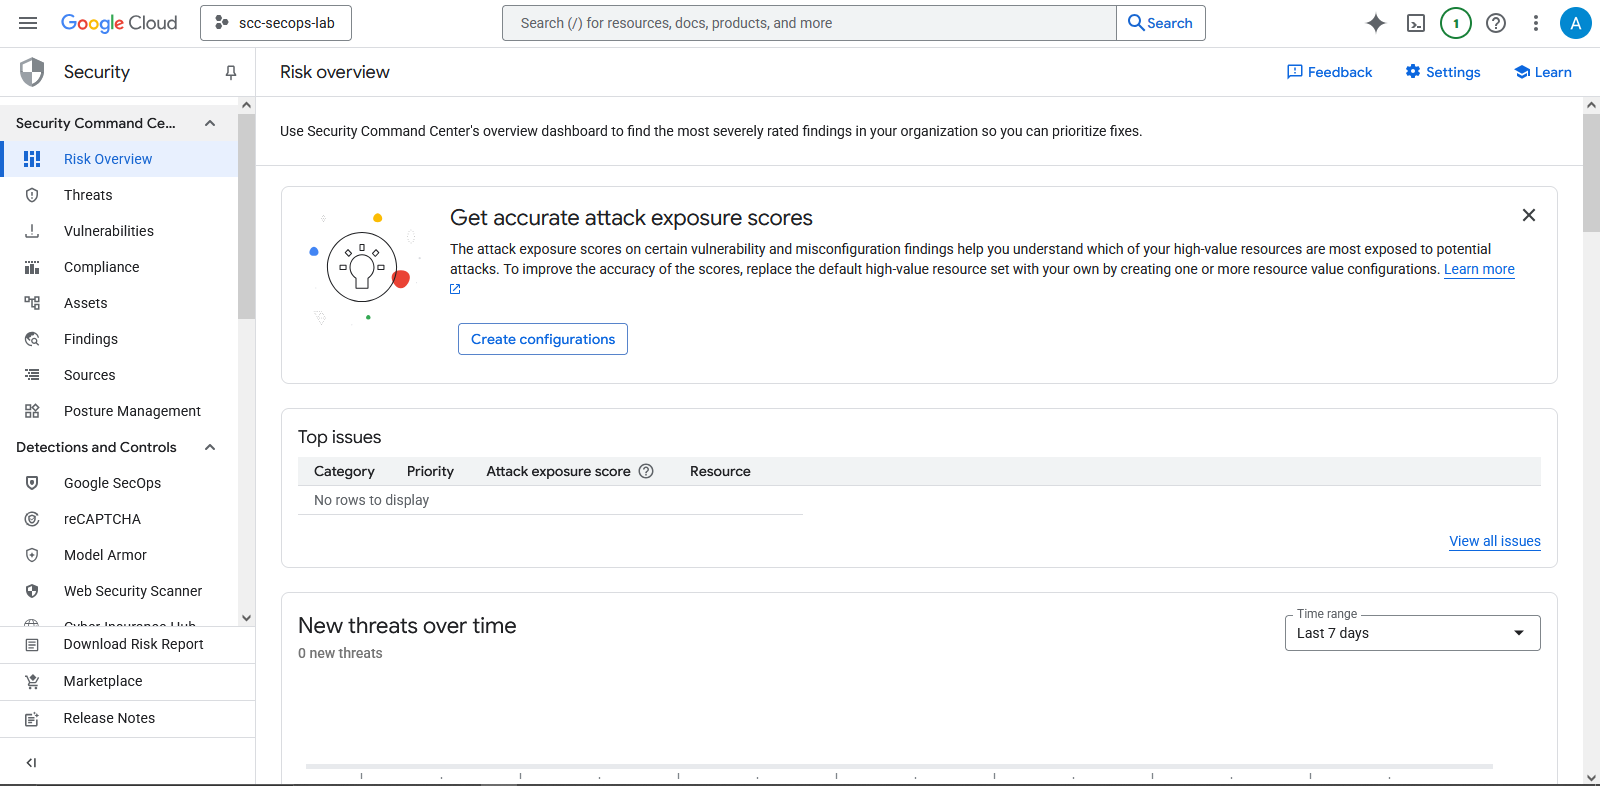 Google Cloud
scc-secops-lab
Search (/) for resources, docs, products, and more
Search
1
A
Security
Risk overview
Feedback
Settings
Learn
Security Command Ce...
Risk Overview
Threats
Vulnerabilities
Compliance
Assets
Findings
Sources
Posture Management
Detections and Controls
Google SecOps
reCAPTCHA
Model Armor
Web Security Scanner
Cyber Insurance Hub
Download Risk Report
Marketplace
Release Notes
Use Security Command Center's overview dashboard to find the most severely rated findings in your organization so you can prioritize fixes.
Get accurate attack exposure scores
The attack exposure scores on certain vulnerability and misconfiguration findings help you understand which of your high-value resources are most exposed to potential
attacks. To improve the accuracy of the scores, replace the default high-value resource set with your own by creating one or more resource value configurations. Learn more
Create configurations
Top issues
Category Priority Attack exposure score Resource
No rows to display
View all issues
New threats over time
0 new threats
Time range
Last 7 days